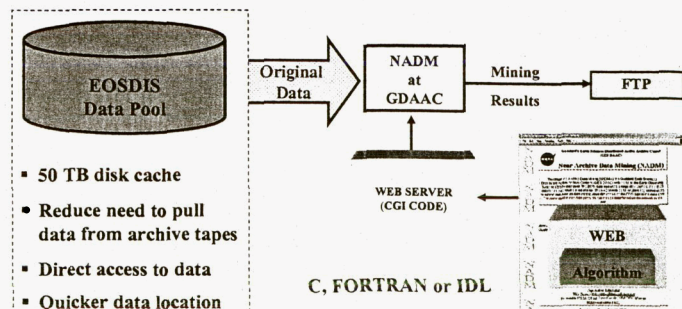 EOSDIS
Data Pool
Original
Data
NADM
at
GDAAC
Mining
Results
FTP
▪ 50 TB disk cache
▪ Reduce need to pull
data from archive tapes
▪ Direct access to data
▪ Quicker data location
WEB SERVER
(CGI CODE)
C, FORTRAN or IDL
Near Archive Data Mining (NADM)
WEB
Algorithm